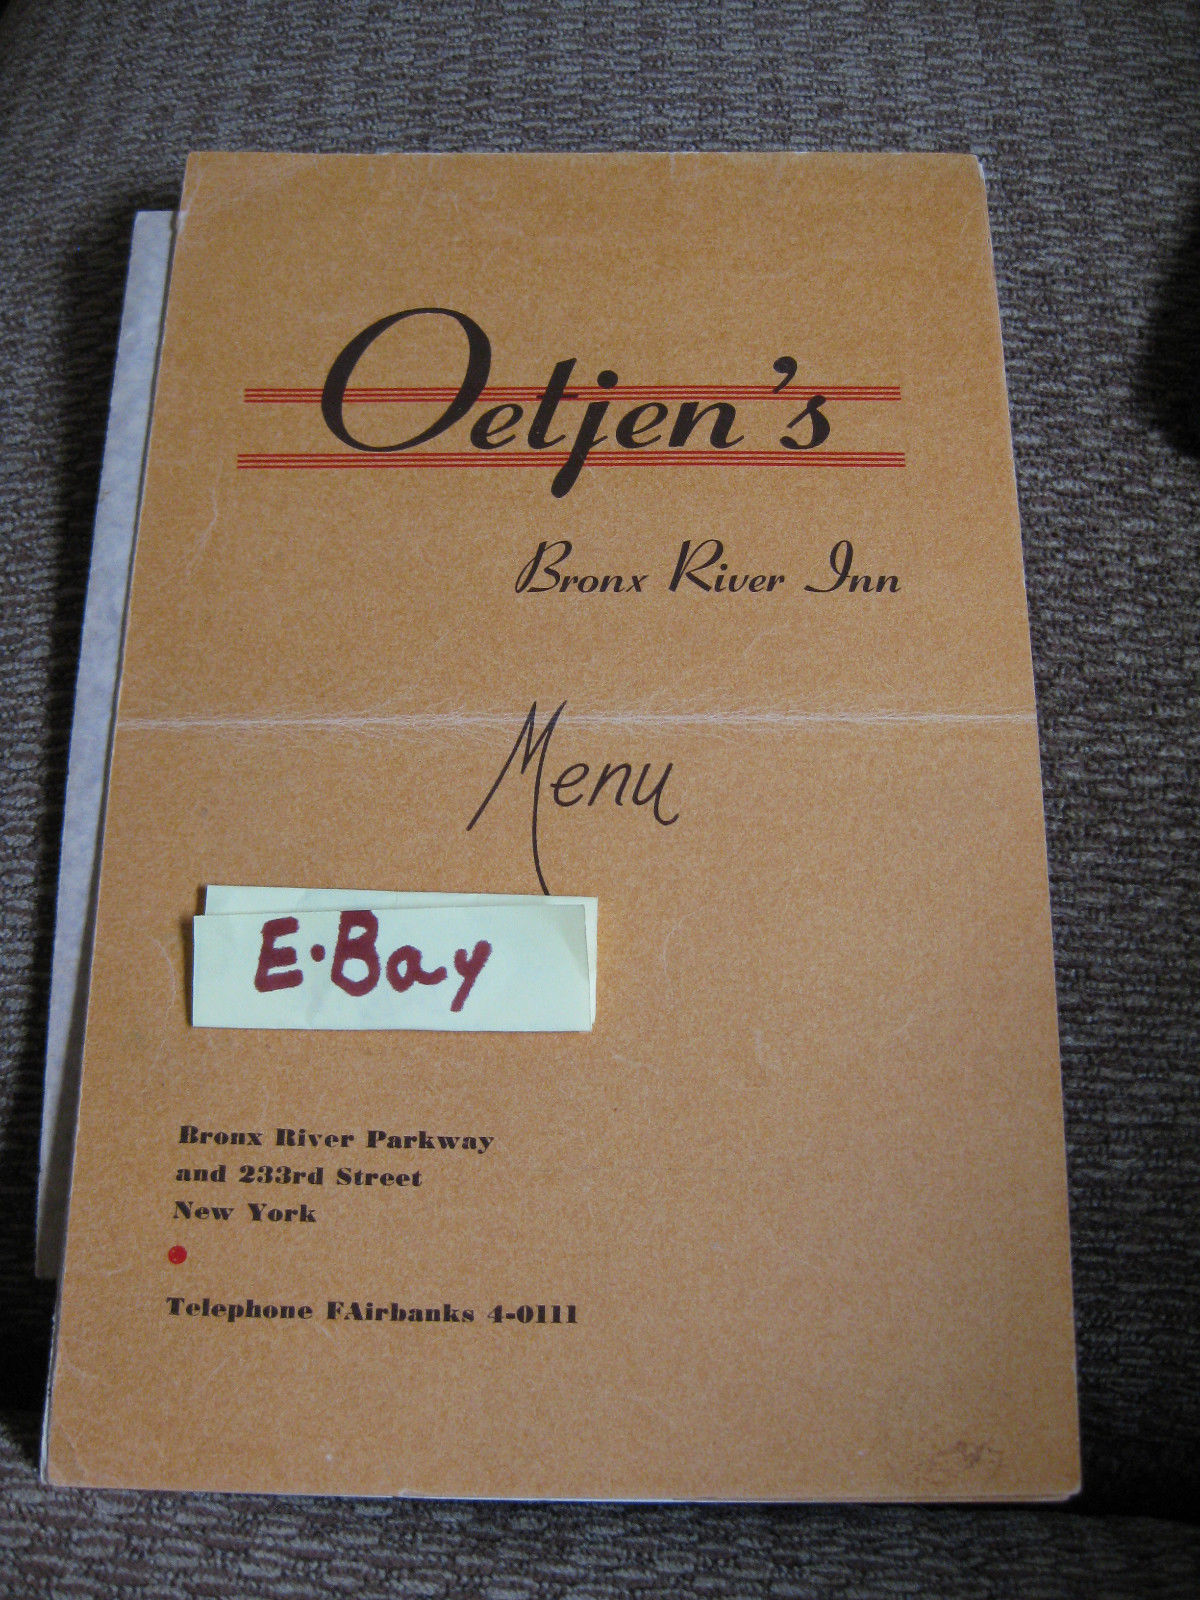 Oetjen's
Bronx River Inn
Menu
E·Bay
Bronx River Parkway
and 233rd Street
New York
Telephone FAirbanks 4-0111